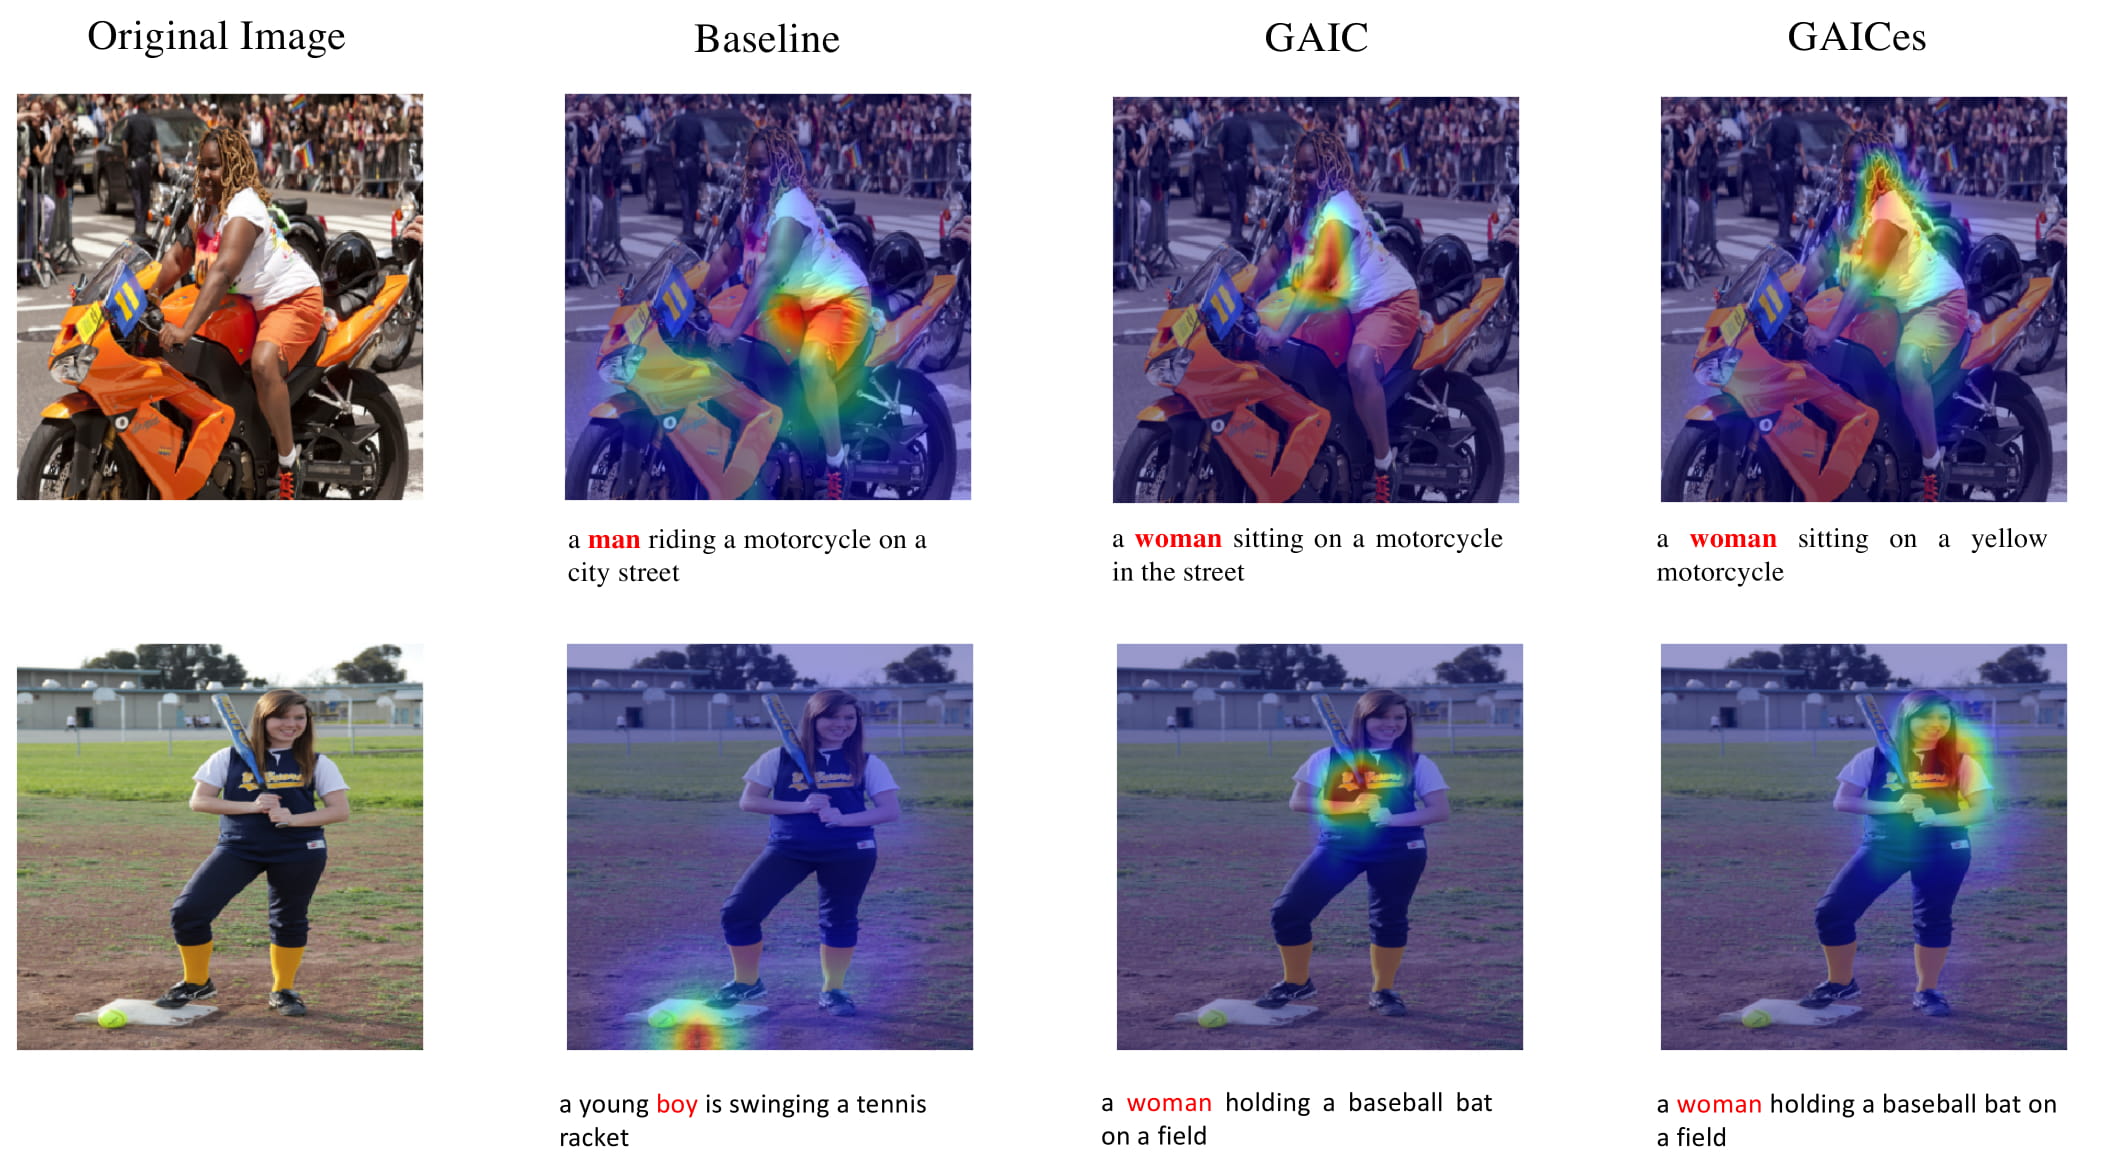 Original Image
Baseline
GAIC
GAICes
a man riding a motorcycle on a
city street
a woman sitting on a motorcycle
in the street
a woman sitting on a yellow
motorcycle
a young boy is swinging a tennis
racket
a woman holding a baseball bat
on a field
a woman holding a baseball bat on
a field